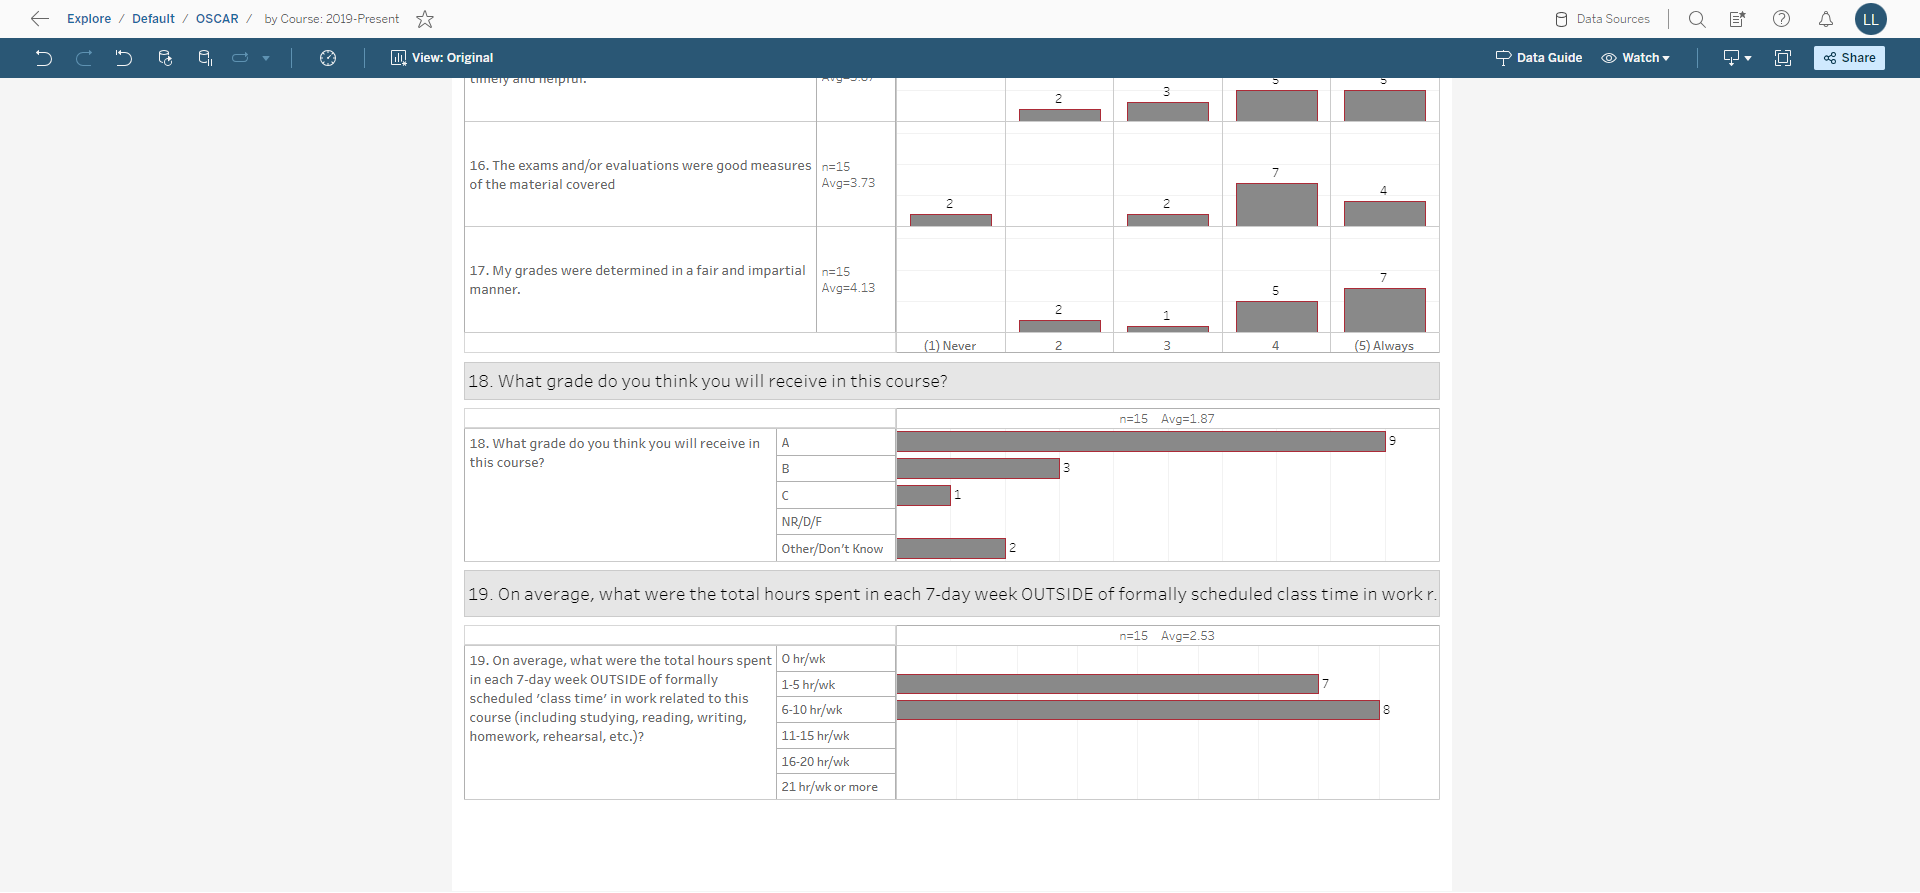 Explore / Default / OSCAR / by Course: 2019-Present
Data Sources
LL
View: Original
Data Guide
Watch
Share
timely and helpful.
2
3
5
5
16. The exams and/or evaluations were good measures
of the material covered
n=15
Avg=3.73
2
2
7
4
17. My grades were determined in a fair and impartial
manner.
n=15
Avg=4.13
2
1
5
7
(1) Never
2
3
4
(5) Always
18. What grade do you think you will receive in this course?
n=15 Avg=1.87
18. What grade do you think you will receive in
this course?
A
9
B
3
C
1
NR/D/F
Other/Don't Know
2
19. On average, what were the total hours spent in each 7-day week OUTSIDE of formally scheduled class time in work r.
n=15 Avg=2.53
19. On average, what were the total hours spent
in each 7-day week OUTSIDE of formally
scheduled 'class time' in work related to this
course (including studying, reading, writing,
homework, rehearsal, etc.)?
0 hr/wk
1-5 hr/wk
7
6-10 hr/wk
8
11-15 hr/wk
16-20 hr/wk
21 hr/wk or more